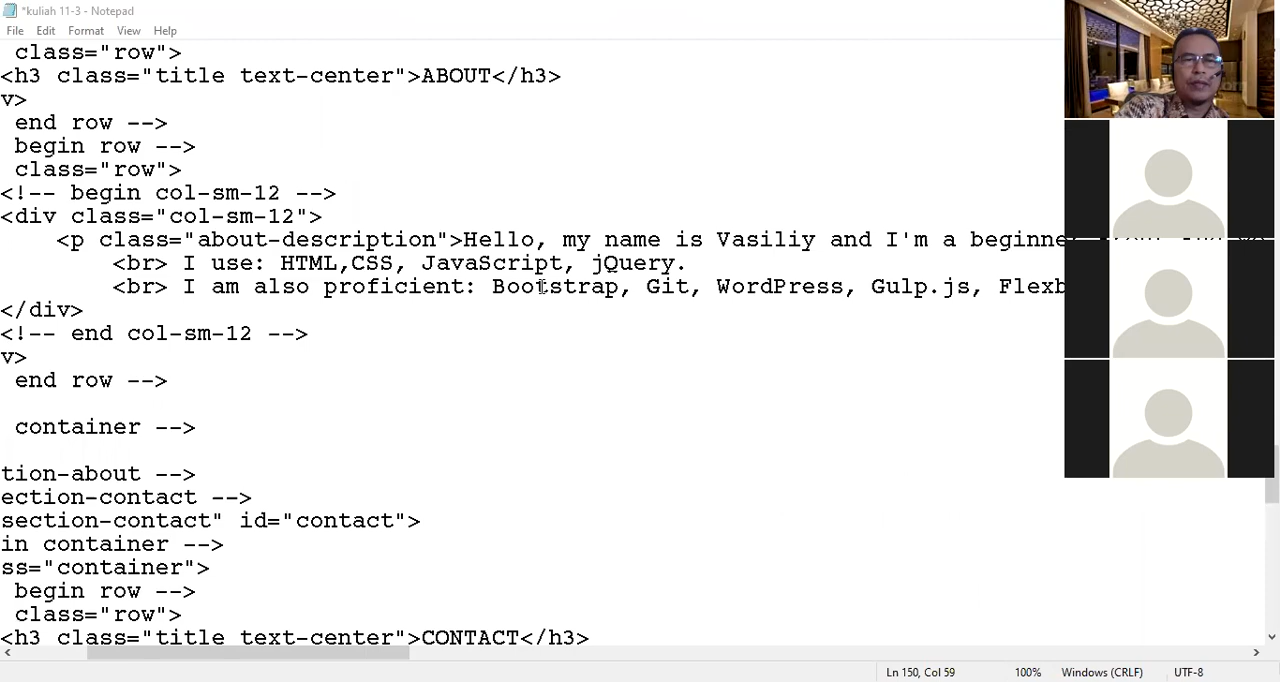 *kuliah 11-3 - Notepad
File Edit Format View Help
class="row">
<h3 class="title text-center">ABOUT</h3>
v>
end row -->
begin row -->
class="row">
<!-- begin col-sm-12 -->
<div class="col-sm-12">
<p class="about-description">Hello, my name is Vasiliy and I'm a beginne
<br> I use: HTML,CSS, JavaScript, jQuery.
<br> I am also proficient: Bootstrap, Git, WordPress, Gulp.js, Flexb
</div>
<!-- end col-sm-12 -->
v>
end row -->
container -->
tion-about -->
ection-contact -->
section-contact" id="contact">
in container -->
ss="container">
begin row -->
class="row">
<h3 class="title text-center">CONTACT</h3>
Ln 150, Col 59 100% Windows (CRLF) UTF-8